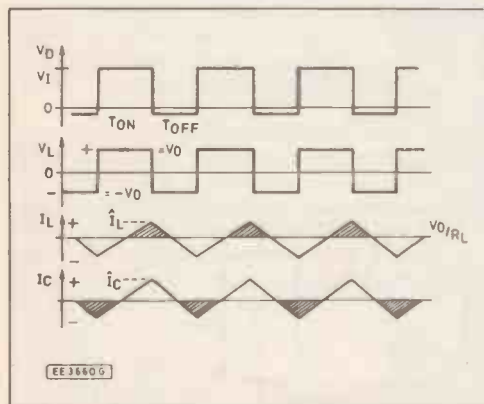 VD
VI
0
TON TOFF
VL + =VO
0
- =-VO
IL + ÎL VO/RL
-
IC + ÎC
-
EE3660G